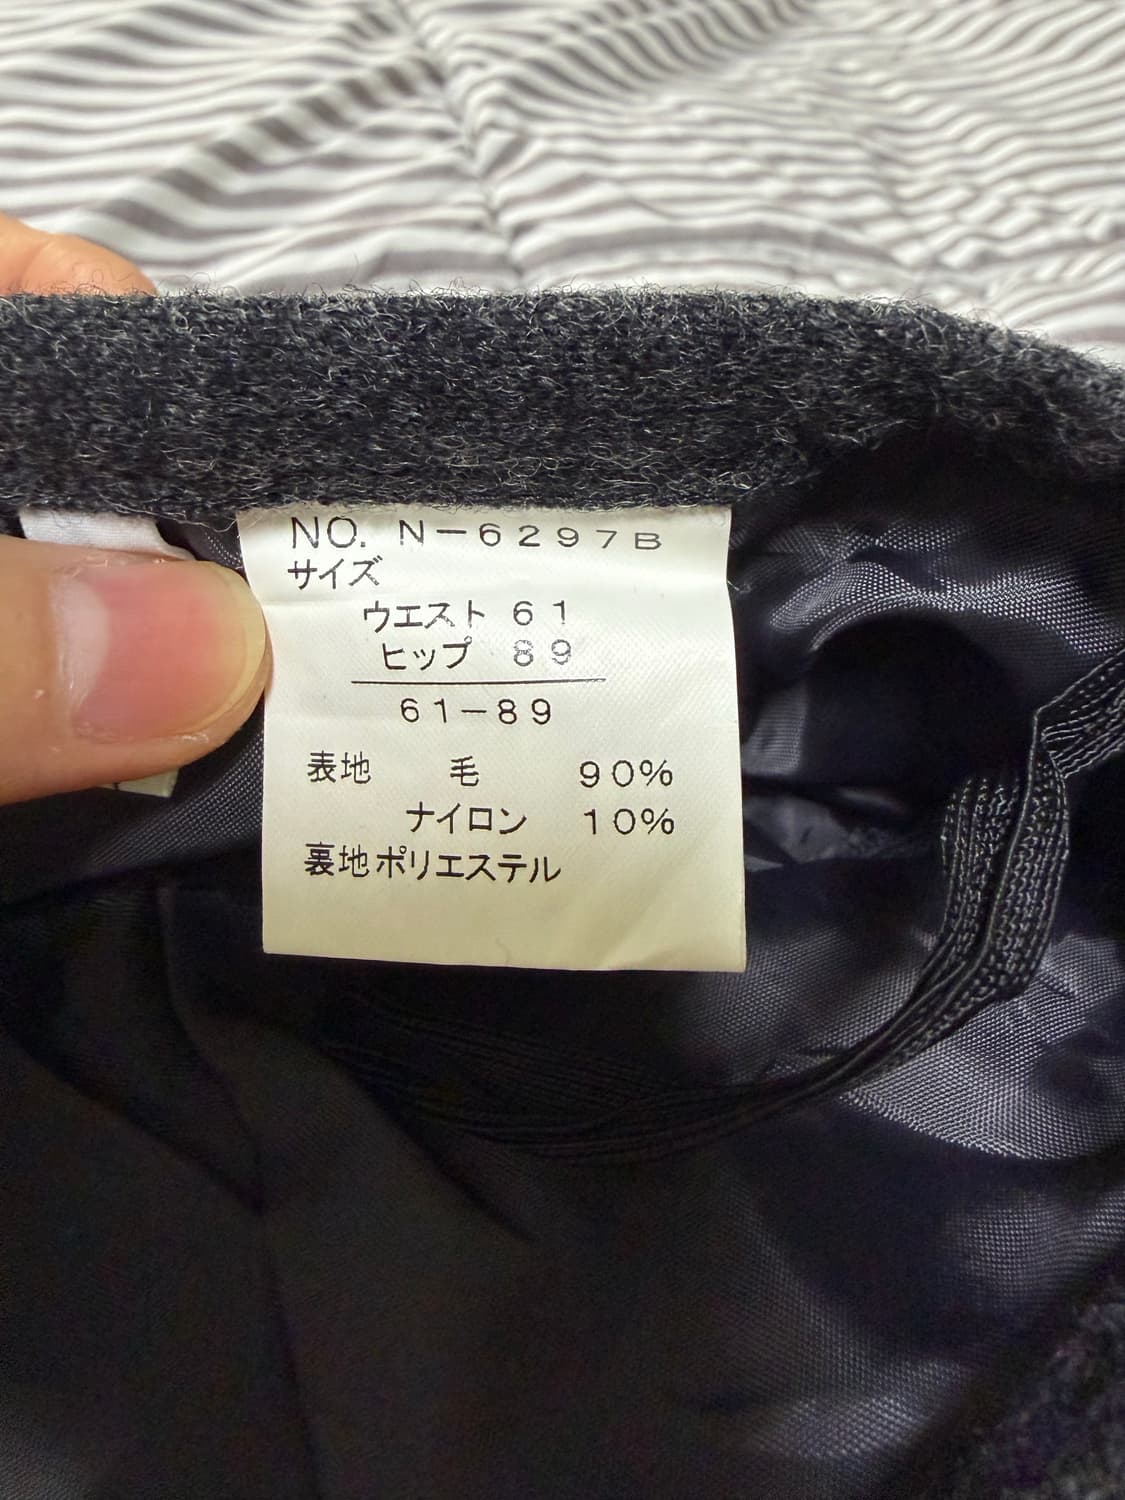 NO. N-6297B
サイズ
ウエスト 61
ヒップ 89
61-89
表地 毛 90%
ナイロン 10%
裏地ポリエステル